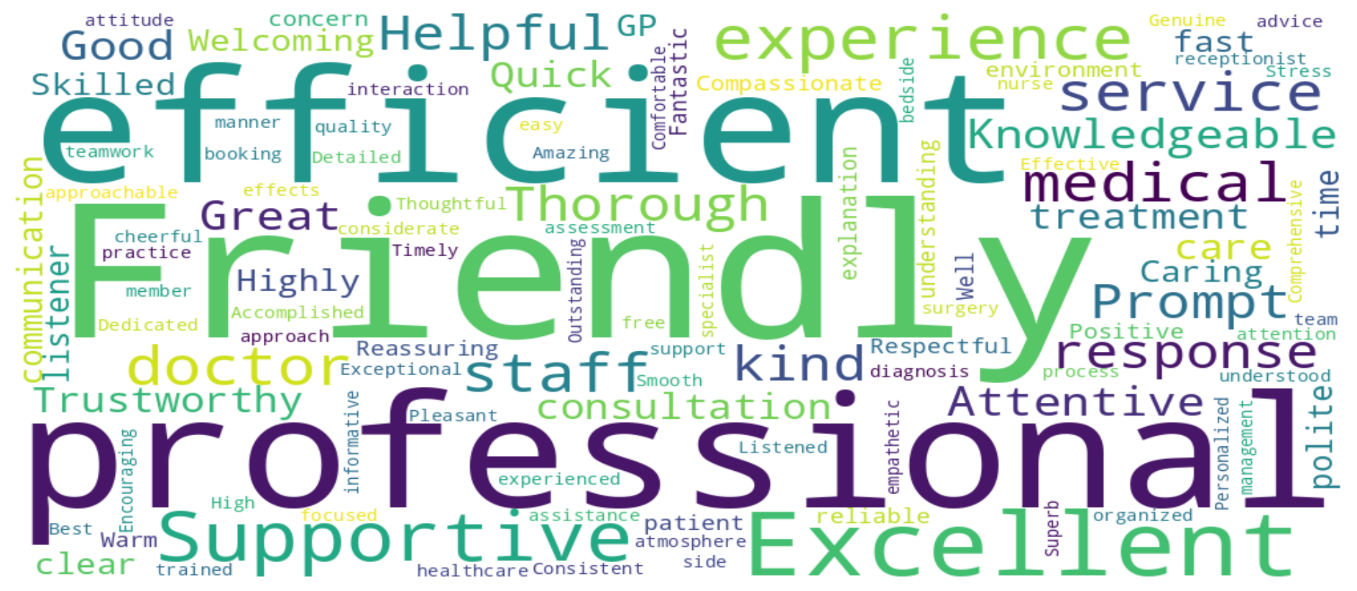 attitude
concern
Good
Welcoming
Helpful
GP
Fantastic
Comfortable
experience
Genuine
advice
fast
receptionist
Skilled
interaction
Quick
Compassionate
environment
nurse
Stress
bedside
service
efficient
manner
quality
easy
teamwork
booking
Detailed
Amazing
Knowledgeable
Effective
approachable
effects
medical
communication
Great
Thoughtful
Thorough
explanation
understanding
treatment
Comprehensive
time
considerate
assessment
cheerful
practice
Timely
care
listener
Friendly
Highly
Outstanding
specialist
Well
Caring
member
Prompt
Dedicated
Accomplished
free
surgery
team
approach
Positive
attention
doctor
Reassuring
Exceptional
staff
support
Smooth
kind
Respectful
diagnosis
response
process
understood
Trustworthy
Pleasant
consultation
Attentive
polite
professional
informative
Encouraging
Listened
empathetic
Personalized
management
experienced
High
Best
Warm
focused
Supportive
assistance
patient
atmosphere
side
Excellent
reliable
Superb
organized
clear
trained
healthcare
Consistent